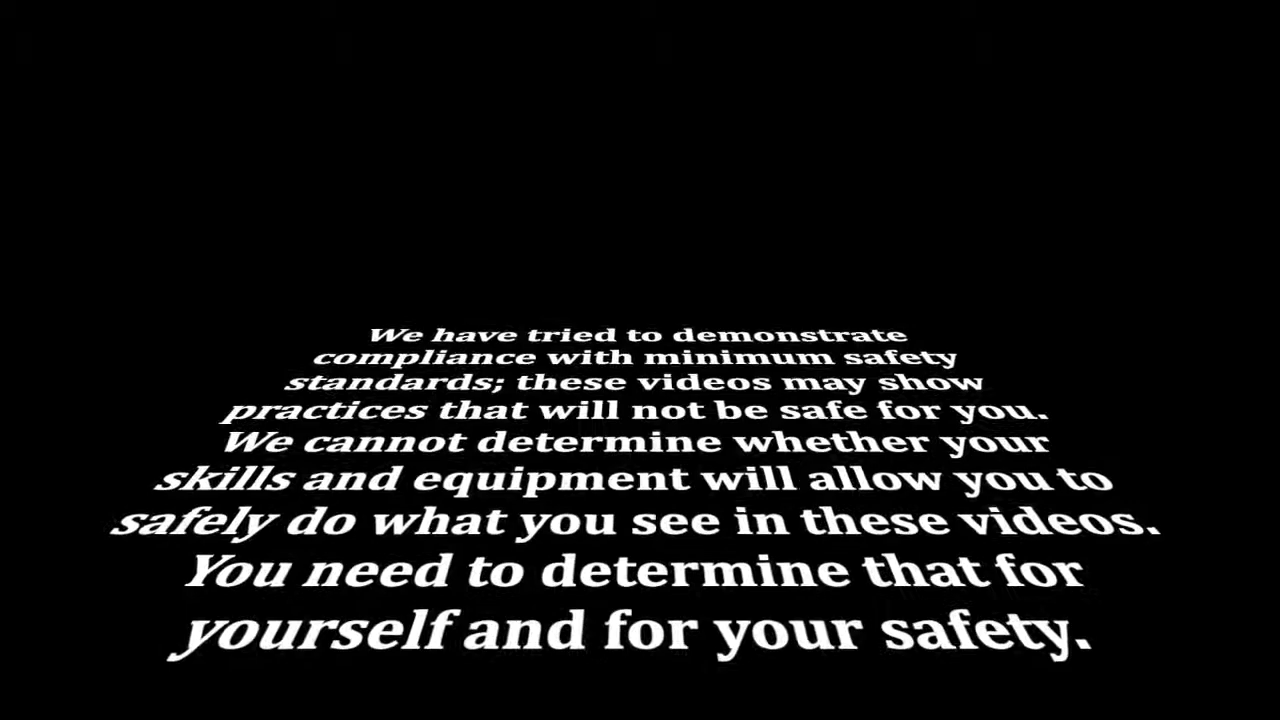 We have tried to demonstrate
compliance with minimum safety
standards; these videos may show
practices that will not be safe for you.
We cannot determine whether your
skills and equipment will allow you to
safely do what you see in these videos.
You need to determine that for
yourself and for your safety.